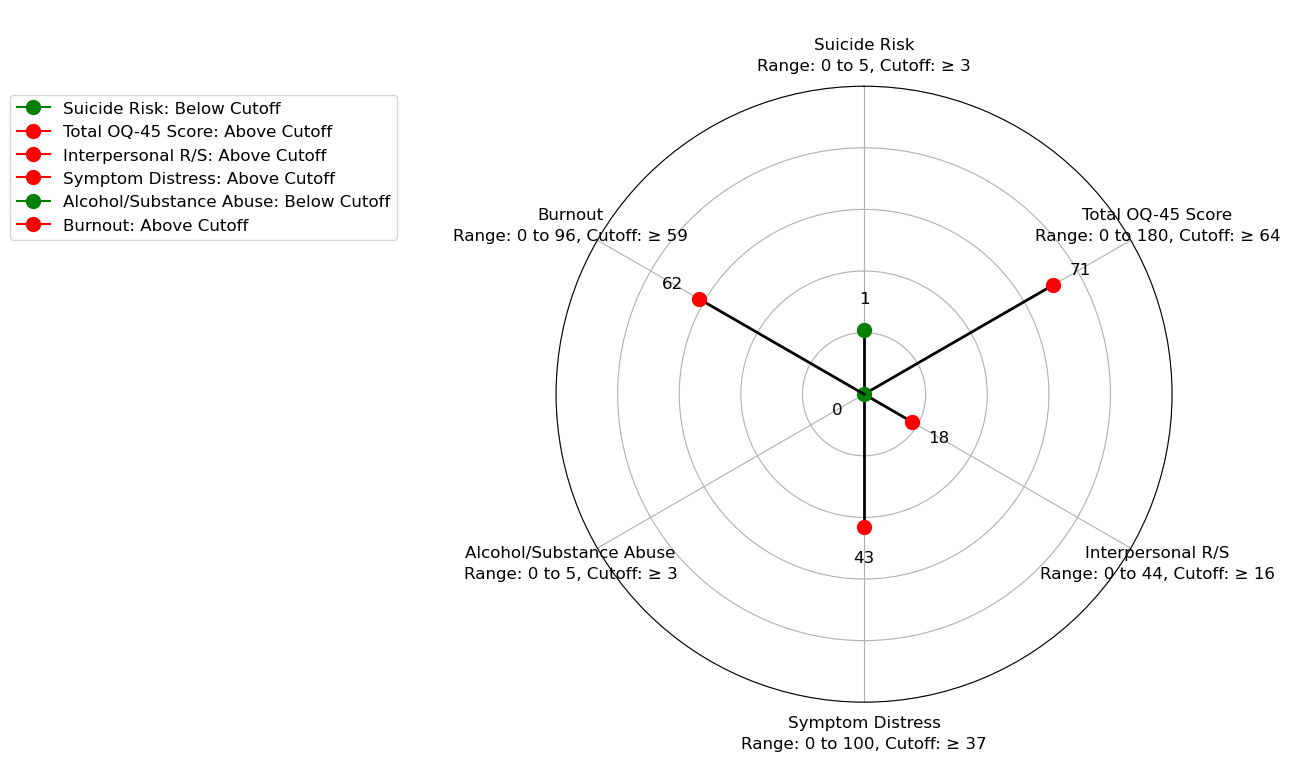 Suicide Risk
Range: 0 to 5, Cutoff: ≥ 3
Suicide Risk: Below Cutoff
Total OQ-45 Score: Above Cutoff
Interpersonal R/S: Above Cutoff
Symptom Distress: Above Cutoff
Alcohol/Substance Abuse: Below Cutoff
Burnout: Above Cutoff
Burnout
Range: 0 to 96, Cutoff: ≥ 59
Total OQ-45 Score
Range: 0 to 180, Cutoff: ≥ 64
71
62
1
0
18
43
Alcohol/Substance Abuse
Range: 0 to 5, Cutoff: ≥ 3
Interpersonal R/S
Range: 0 to 44, Cutoff: ≥ 16
Symptom Distress
Range: 0 to 100, Cutoff: ≥ 37